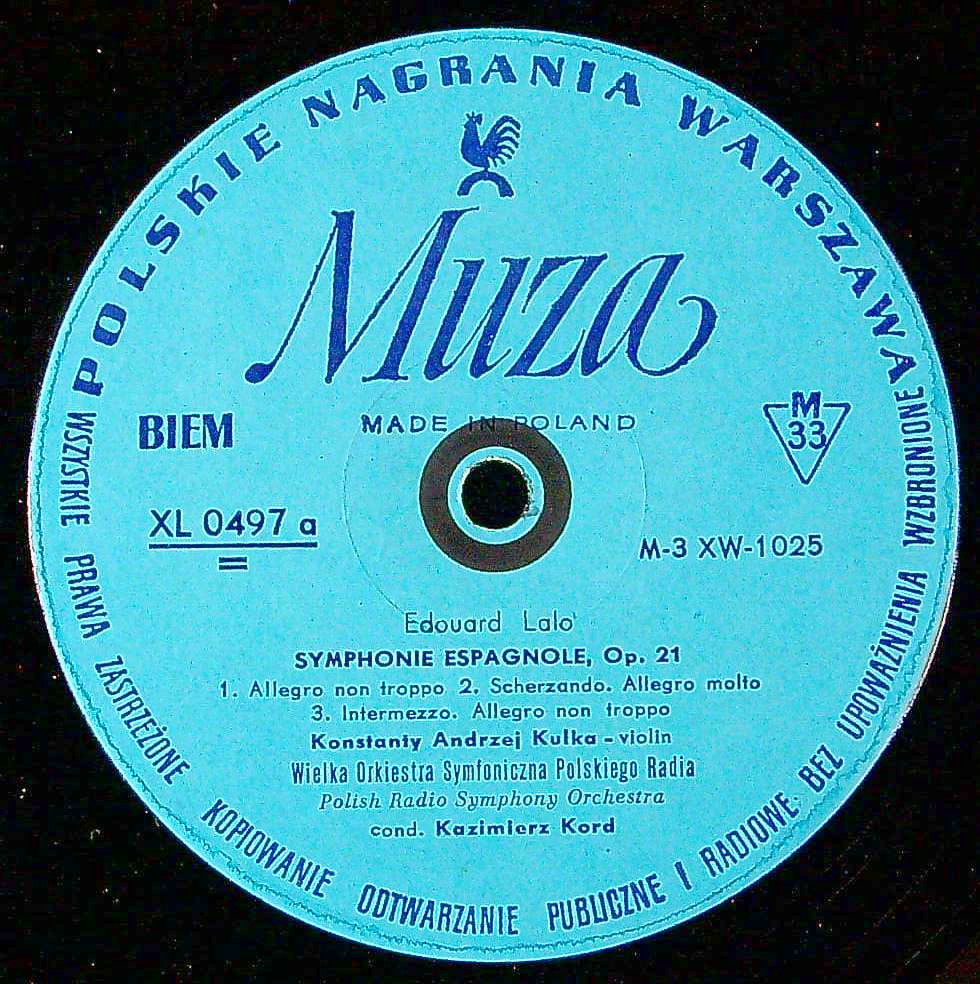 POLSKIE NAGRANIA WARSZAWA
Muza
MADE IN POLAND
BIEM
M
33
XL 0497 a
M-3 XW-1025
Edouard Lalo
SYMPHONIE ESPAGNOLE, Op. 21
1. Allegro non troppo 2. Scherzando. Allegro molto
3. Intermezzo. Allegro non troppo
Konstanty Andrzej Kulka - violin
Wielka Orkiestra Symfoniczna Polskiego Radia
Polish Radio Symphony Orchestra
cond. Kazimierz Kord
WSZYSTKIE PRAWA ZASTRZEŻONE KOPIOWANIE ODTWARZANIE PUBLICZNE I RADIOWE BEZ UPOWAŻNIENIA WZBRONIONE